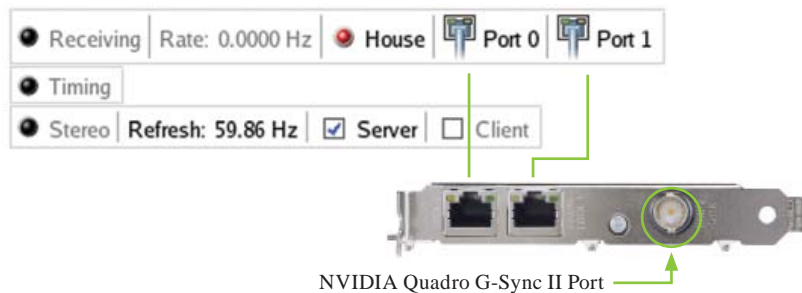 Receiving Rate: 0.0000 Hz House Port 0 Port 1
Timing
Stereo Refresh: 59.86 Hz Server Client
NVIDIA Quadro G-Sync II Port